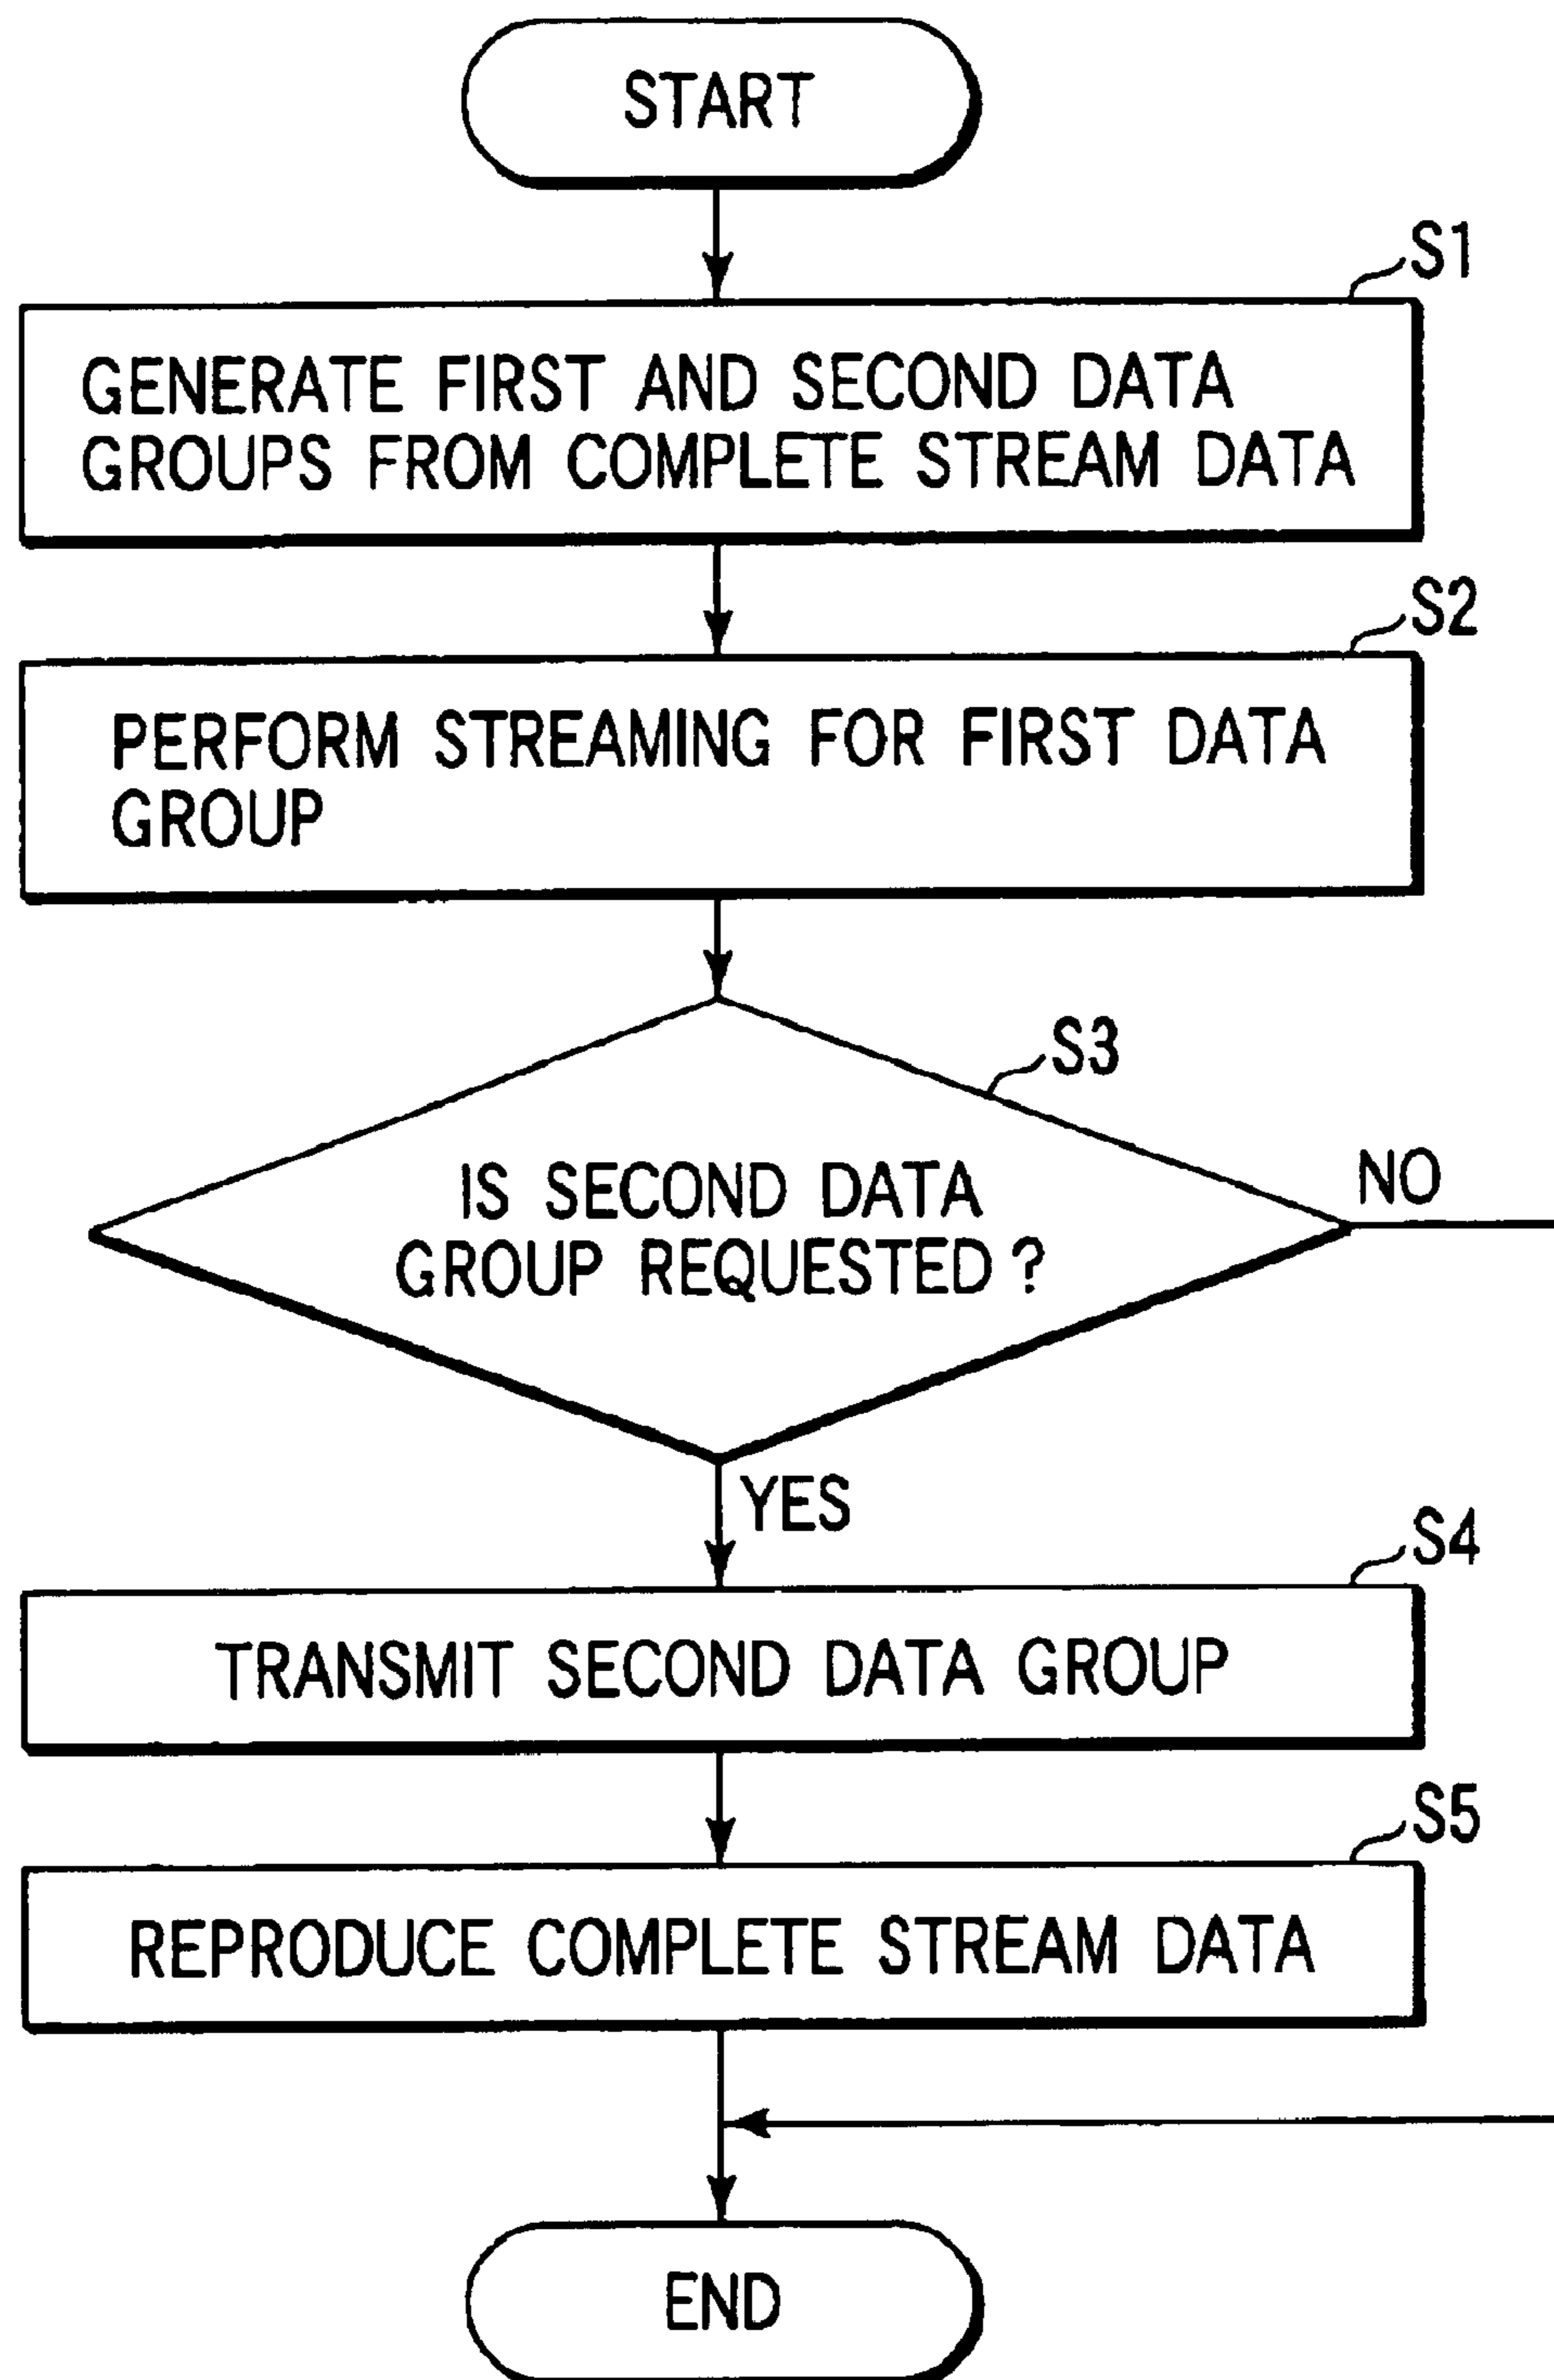 START
S1
GENERATE FIRST AND SECOND DATA
GROUPS FROM COMPLETE STREAM DATA
S2
PERFORM STREAMING FOR FIRST DATA
GROUP
S3
IS SECOND DATA
GROUP REQUESTED ?
NO
YES
S4
TRANSMIT SECOND DATA GROUP
S5
REPRODUCE COMPLETE STREAM DATA
END